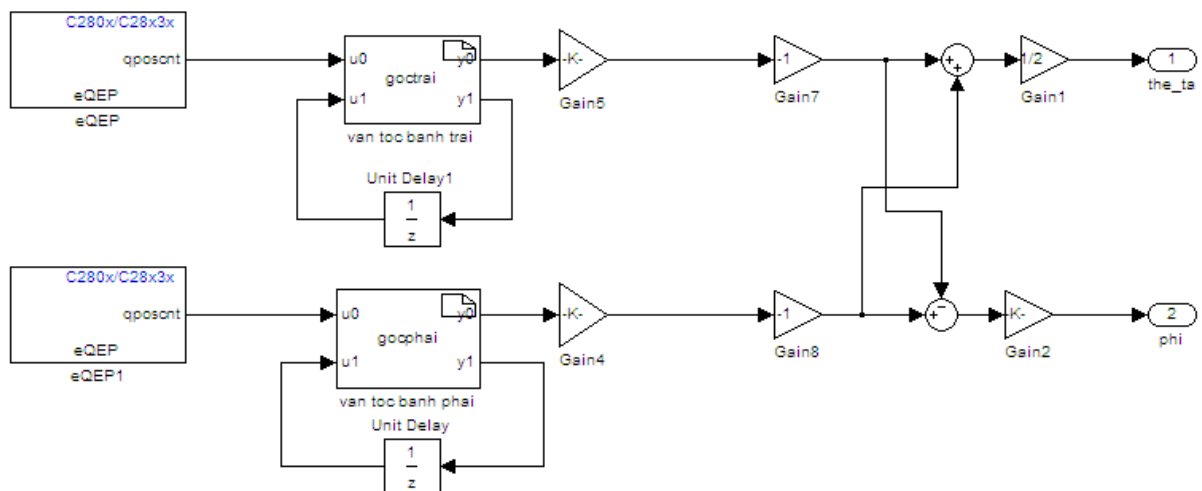 C280x/C28x3x
qposcnt
eQEP
eQEP
u0
y0
goctrai
u1
y1
van toc banh trai
Unit Delay1
1
z
-K-
Gain5
-1
Gain7
+
+
1/2
Gain1
1
the_ta
C280x/C28x3x
qposcnt
eQEP
eQEP1
u0
y0
gocphai
u1
y1
van toc banh phai
Unit Delay
1
z
-K-
Gain4
-1
Gain8
+
−
-K-
Gain2
2
phi